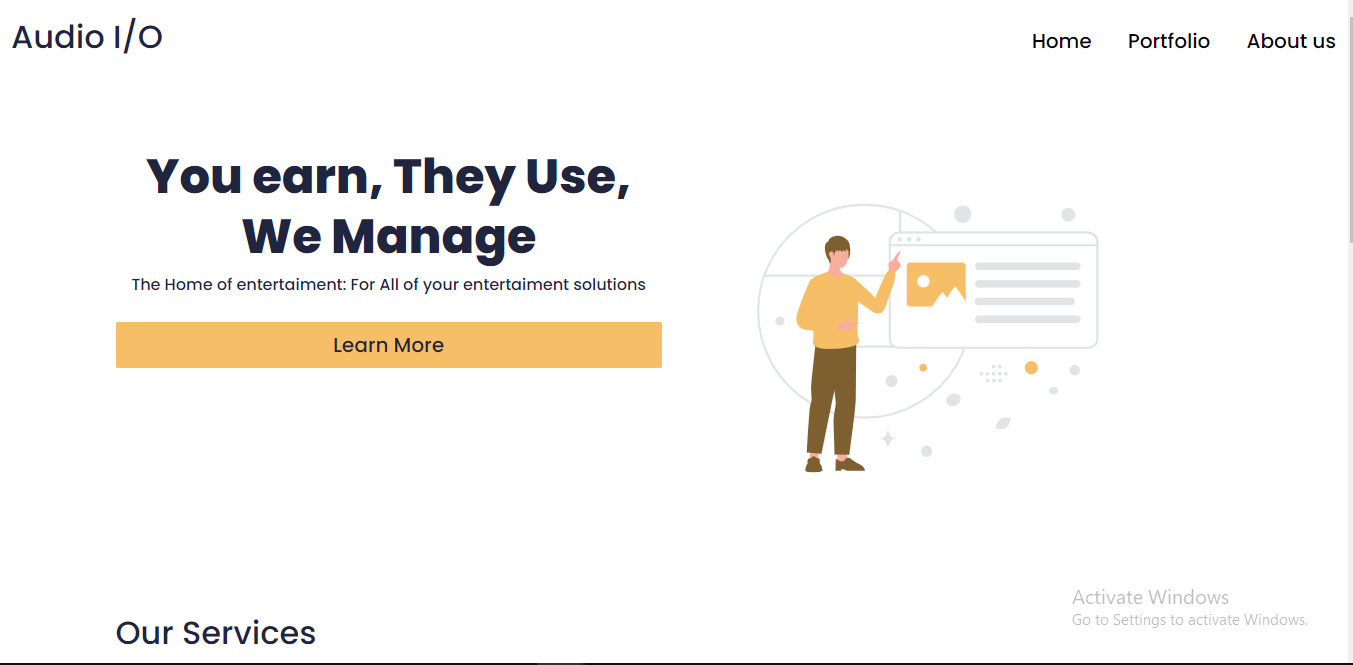 Audio I/O
Home Portfolio About us
You earn, They Use,
We Manage
The Home of entertaiment: For All of your entertaiment solutions
Learn More
Our Services
Activate Windows
Go to Settings to activate Windows.